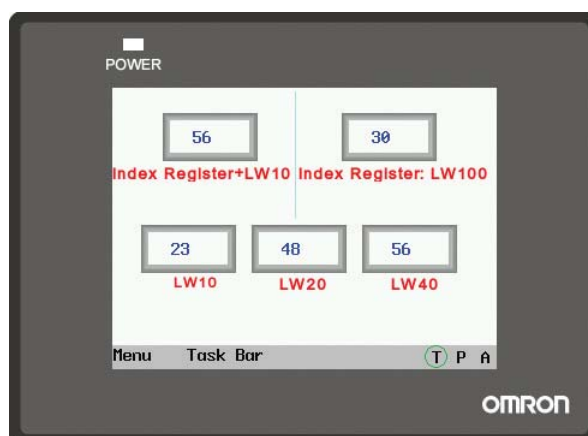 POWER
56
30
Index Register+LW10
Index Register: LW100
23
48
56
LW10
LW20
LW40
Menu
Task Bar
T P A
OMRON